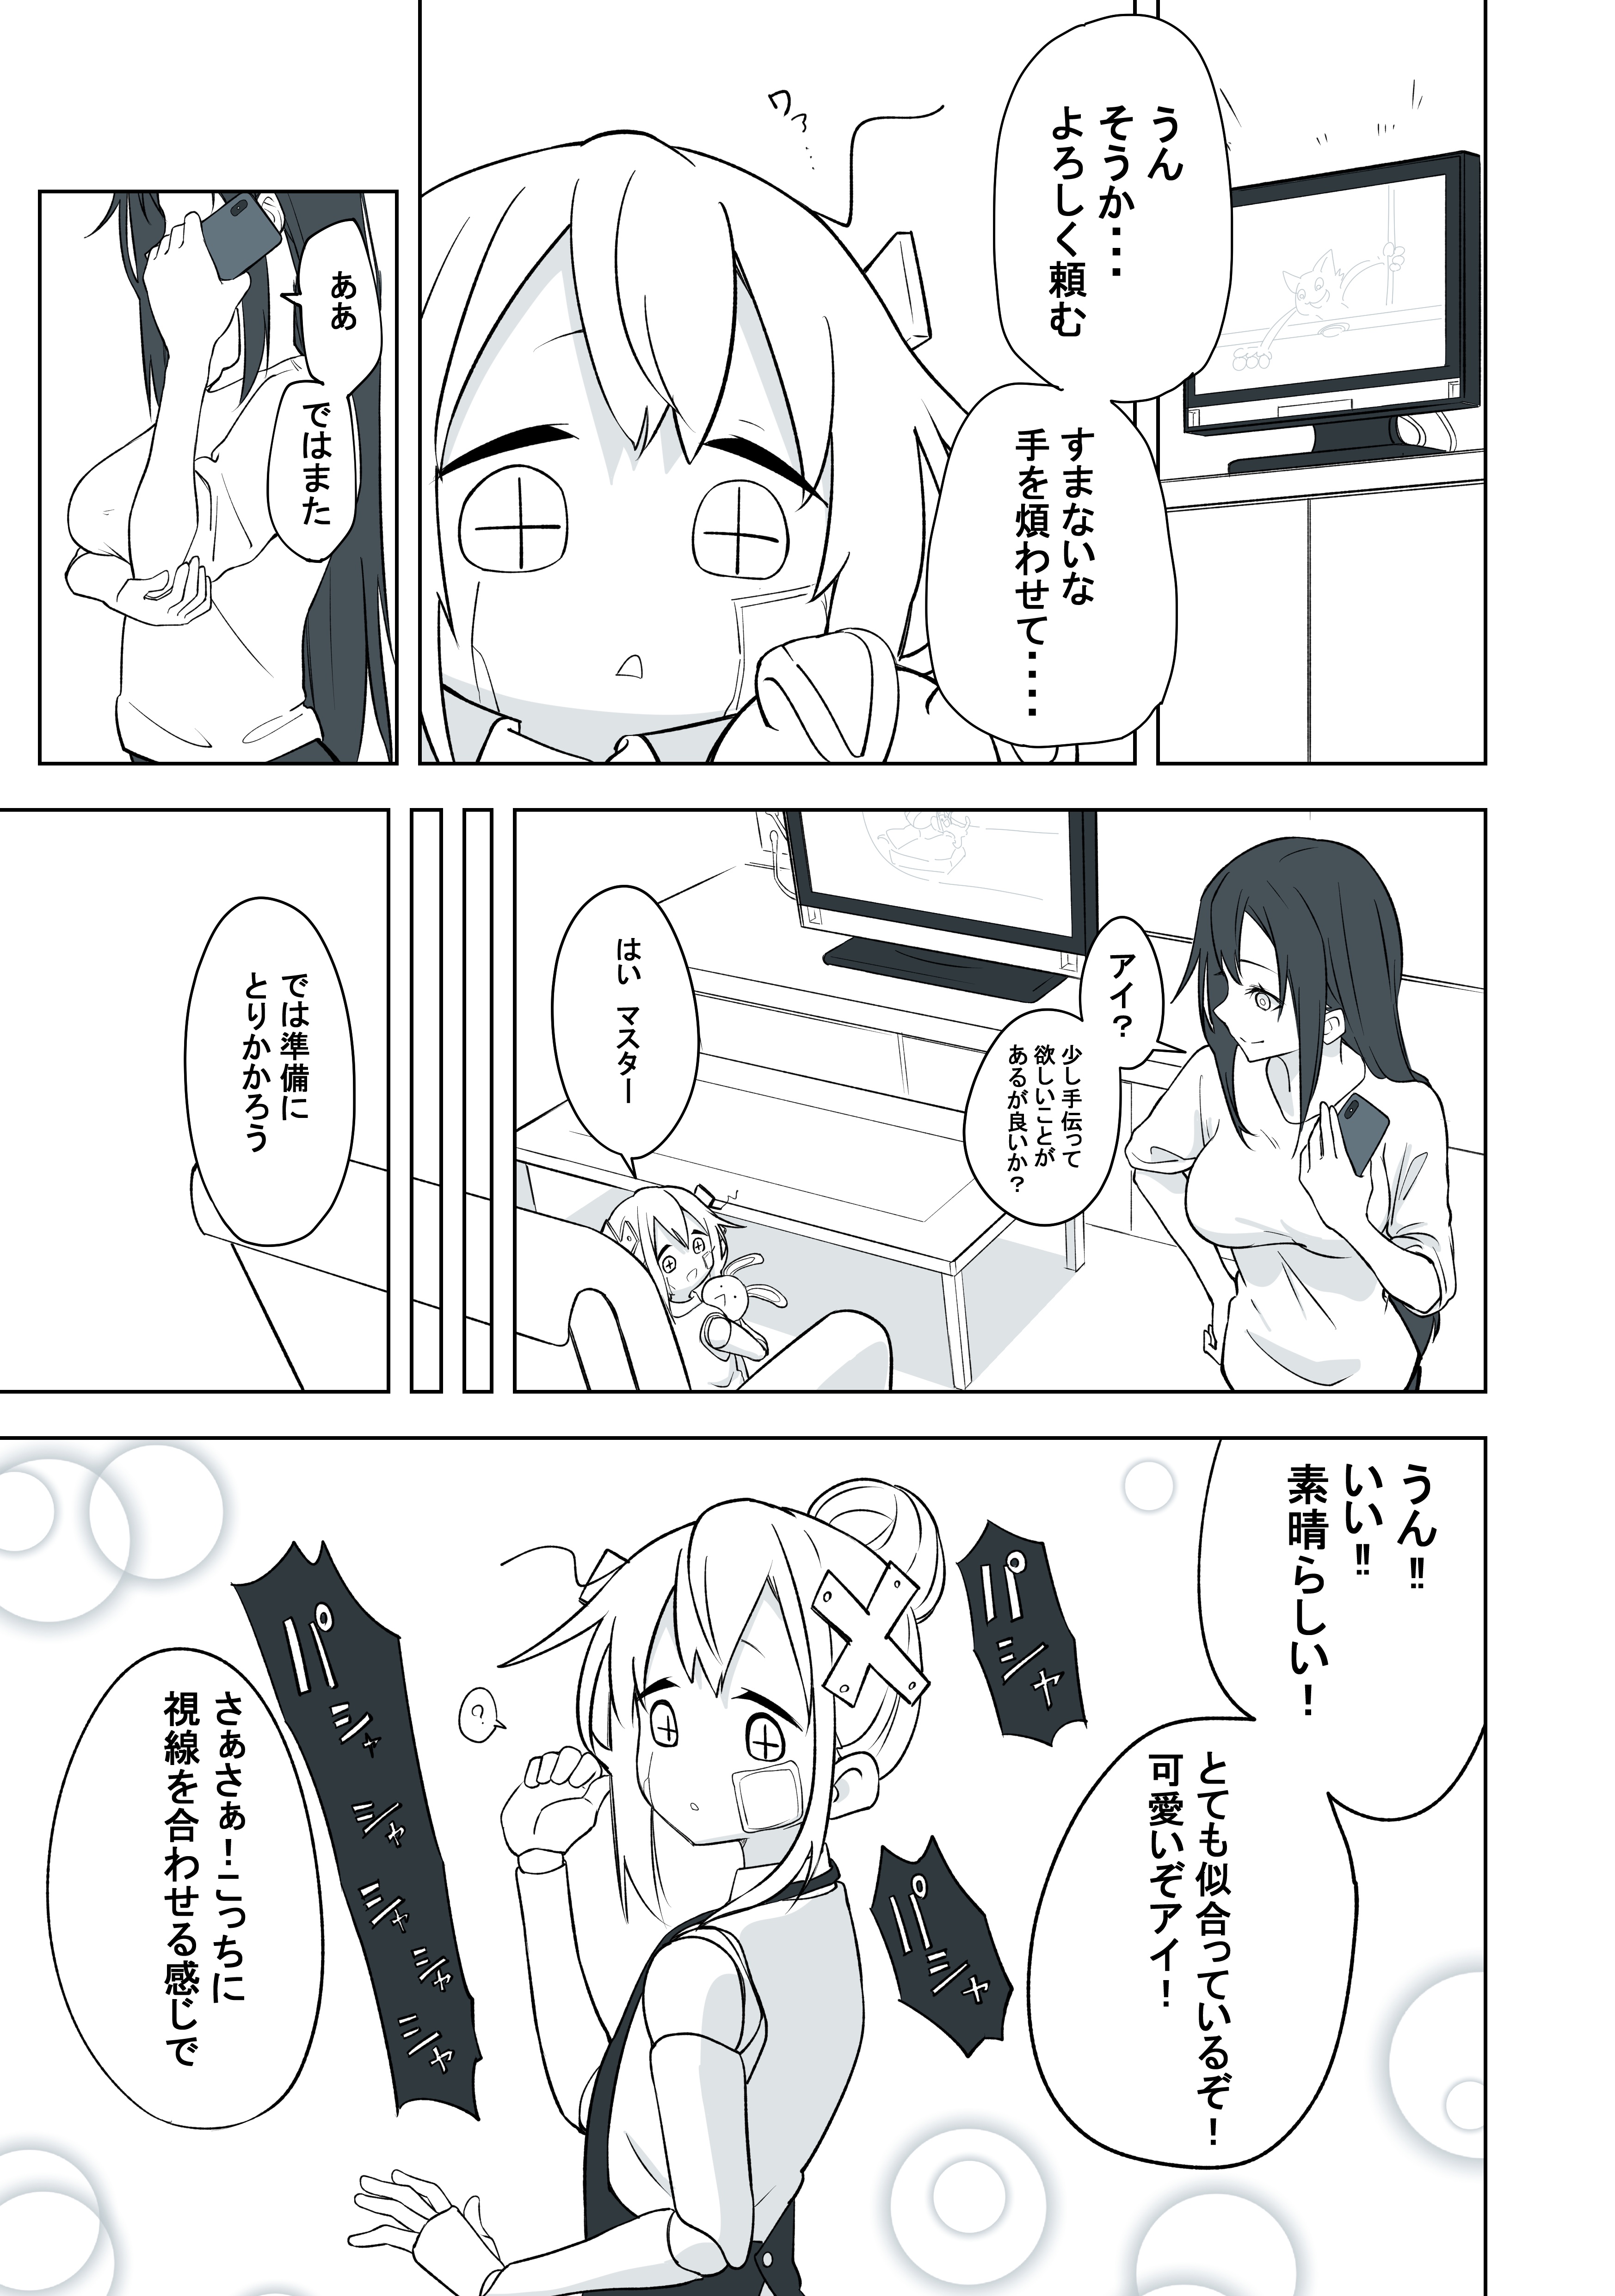 うん
そうか・・・
よろしく頼む
すまないな
手を煩わせて・・・・
ワァ…
ああ
ではまた
アイ？
少し手伝って
欲しいことが
あるが良いか？
はい マスター
では準備に
とりかかろう
うん!!
いい!!
素晴らしい！
とても似合っているぞ！
可愛いぞアイ！
パシャ
パシャ
?
パシャシャシャシャシャ
さぁさぁ！こっちに
視線を合わせる感じで